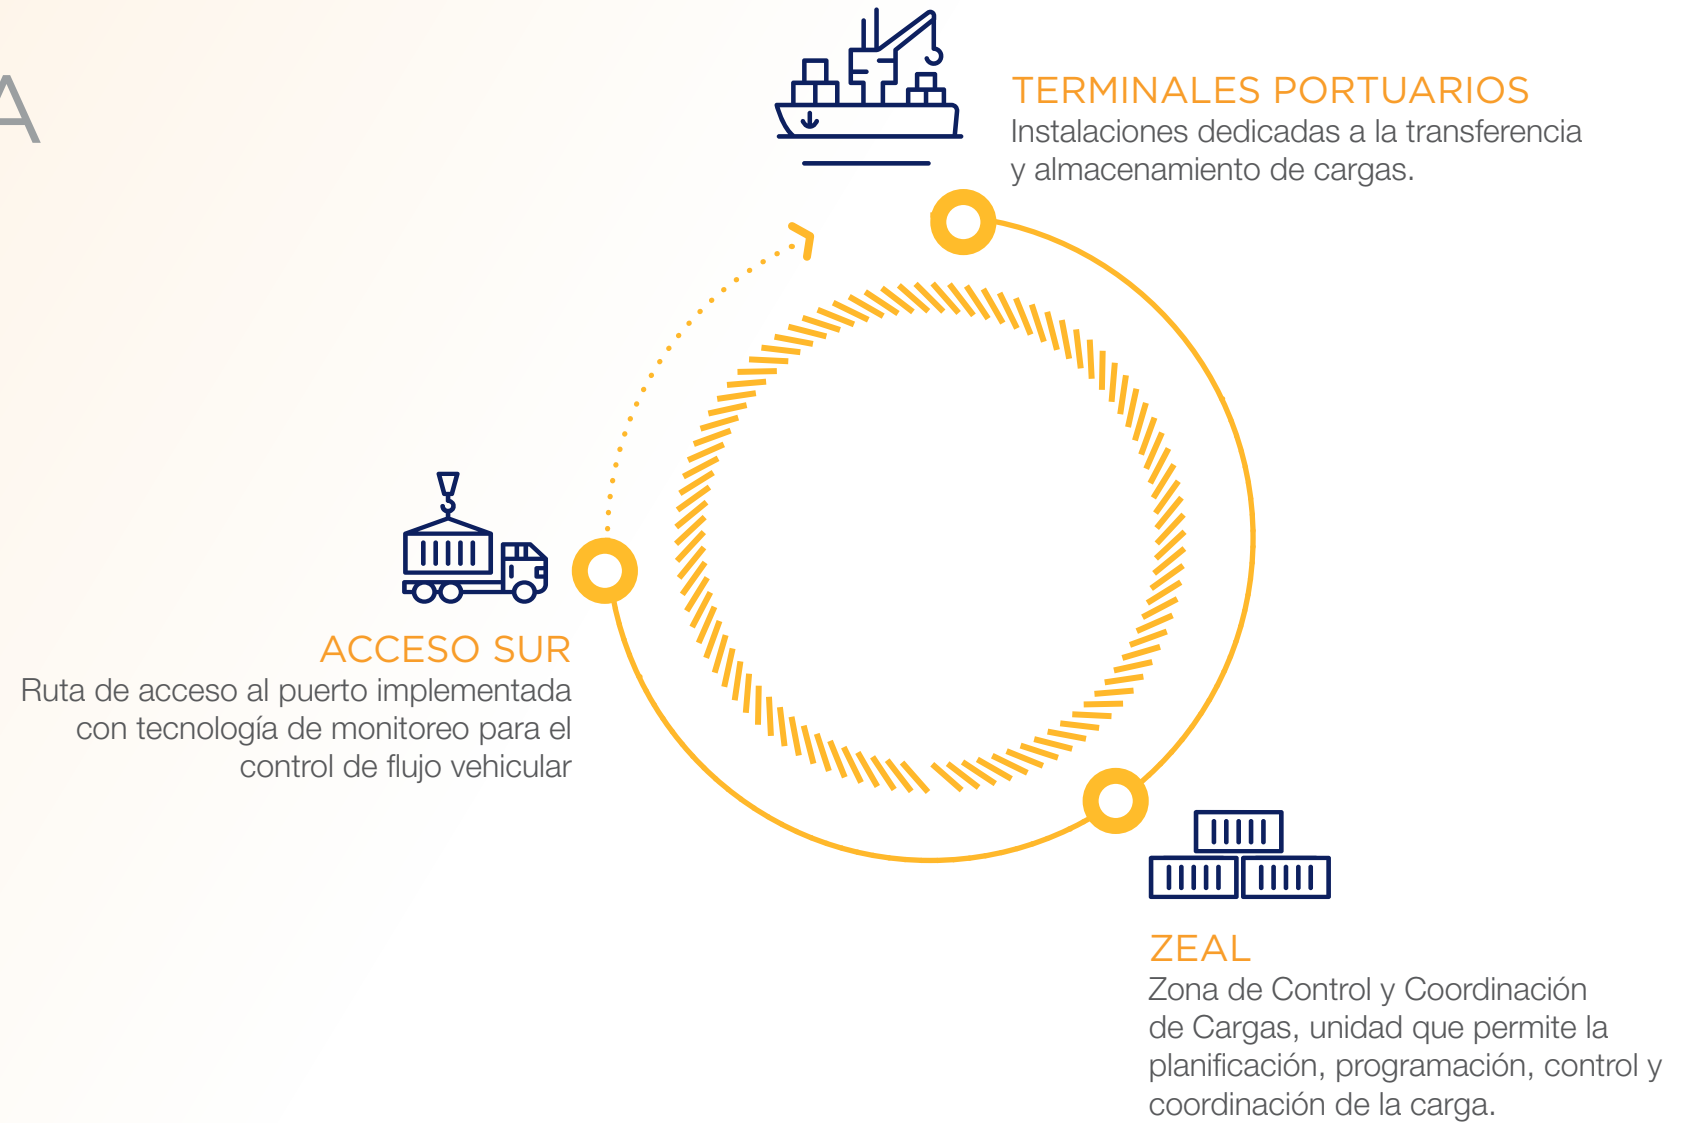 A
TERMINALES PORTUARIOS
Instalaciones dedicadas a la transferencia
y almacenamiento de cargas.
ACCESO SUR
Ruta de acceso al puerto implementada
con tecnología de monitoreo para el
control de flujo vehicular
ZEAL
Zona de Control y Coordinación
de Cargas, unidad que permite la
planificación, programación, control y
coordinación de la carga.